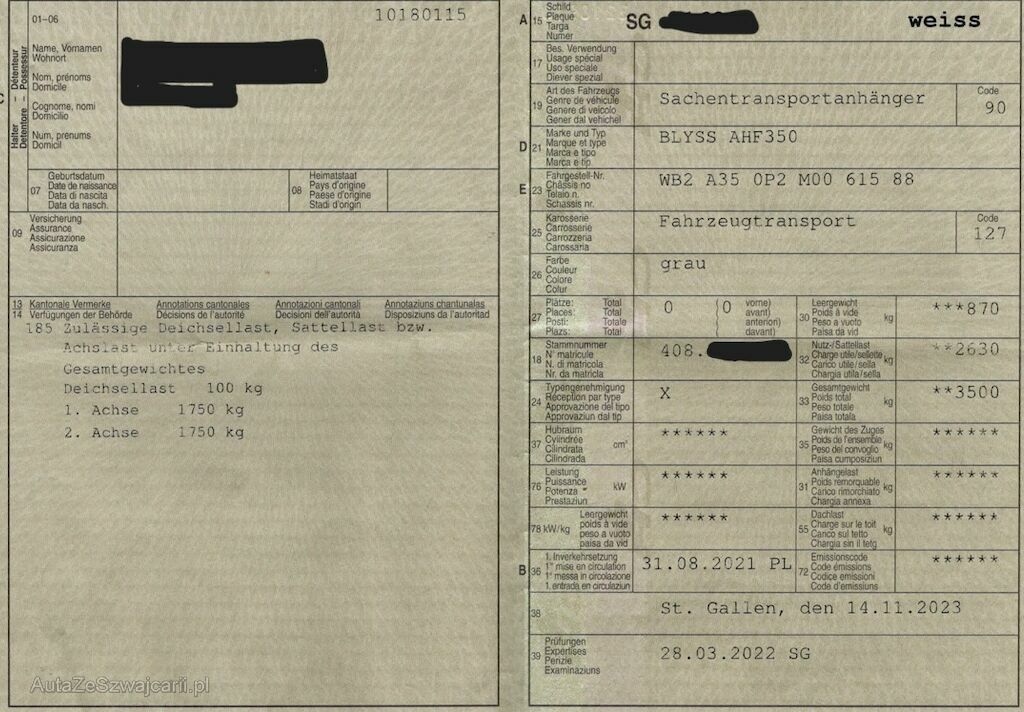 01-06
10180115
Halter - Détenteur
Detentore - Possessur
Name, Vornamen
Wohnort
Nom, prénoms
Domicile
Cognome, nomi
Domicilio
Num, prenums
Domicil
07
Geburtsdatum
Date de naissance
Data di nascita
Data da nasch.
08
Heimatstaat
Pays d'origine
Paese d'origine
Stadi d'origin
09
Versicherung
Assurance
Assicurazione
Assicuranza
13 Kantonale Vermerke Annotations cantonales Annotazioni cantonali Annotaziuns chantunalas
14 Verfügungen der Behörde Décisions de l'autorité Decisioni dell'autorità Disposiziuns da l'autoritad
185 Zulässige Deichsellast, Sattellast bzw.
Achslast unter Einhaltung des
Gesamtgewichtes
Deichsellast 100 kg
1. Achse 1750 kg
2. Achse 1750 kg
AutaZeSzwajcarii.pl
A 15
Schild
Plaque
Targa
Numer
SG
weiss
17
Bes. Verwendung
Usage spécial
Uso speciale
Diever spezial
19
Art des Fahrzeugs
Genre de véhicule
Genere di veicolo
Gener dal vehichel
Sachentransportanhänger
Code
90
D 21
Marke und Typ
Marque et type
Marca e tipo
Marca e tip
BLYSS AHF350
E 23
Fahrgestell-Nr.
Châssis no
Telaio n.
Schassis nr.
WB2 A35 0P2 M00 615 88
25
Karosserie
Carrosserie
Carrozzeria
Carossaria
Fahrzeugtransport
Code
127
26
Farbe
Couleur
Colore
Colur
grau
27
Plätze: Total
Places: Total
Posti: Totale
Plazs: Total
0 (0
vorne)
avant)
anteriori)
davant)
30
Leergewicht
Poids à vide
Peso a vuoto
Paisa da vid
kg
***870
18
Stammnummer
N° matricule
N. di matricola
Nr. da matricla
408.
32
Nutz-/Sattellast
Charge utile/sellette
Carico utile/sella
Chargia utila/sella
kg
**2630
24
Typengenehmigung
Réception par type
Approvazione del tipo
Approvaziun dal tip
X
33
Gesamtgewicht
Poids total
Peso totale
Paisa totala
kg
**3500
37
Hubraum
Cylindrée
Cilindrata
Cilindrada
cm³
******
35
Gewicht des Zuges
Poids de l'ensemble
Peso del convoglio
Paisa cumposiziun
kg
******
76
Leistung
Puissance
Potenza
Prestaziun
kW
******
31
Anhängelast
Poids remorquable
Carico rimorchiato
Chargia annexa
kg
******
78 kW/kg
Leergewicht
poids à vide
peso a vuoto
paisa da vid
******
55
Dachlast
Charge sur le toit
Carico sul tetto
Chargia sin il tetg
kg
******
B 36
1. Inverkehrsetzung
1re mise en circulation
1a messa in circolazione
1. entrada en circulaziun
31.08.2021 PL
72
Emissionscode
Code émissions
Codice emissioni
Code d'emissiuns
******
38
St. Gallen, den 14.11.2023
39
Prüfungen
Expertises
Perizie
Examinaziuns
28.03.2022 SG